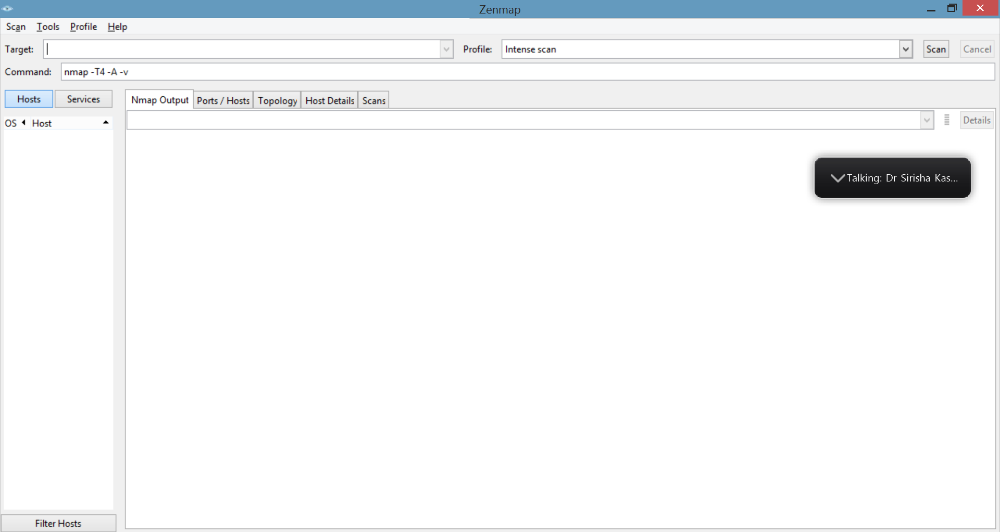 Zenmap
Scan Tools Profile Help
Target: Profile: Intense scan Scan Cancel
Command: nmap -T4 -A -v
Hosts Services Nmap Output Ports / Hosts Topology Host Details Scans
OS Host Details
Talking: Dr Sirisha Kas...
Filter Hosts